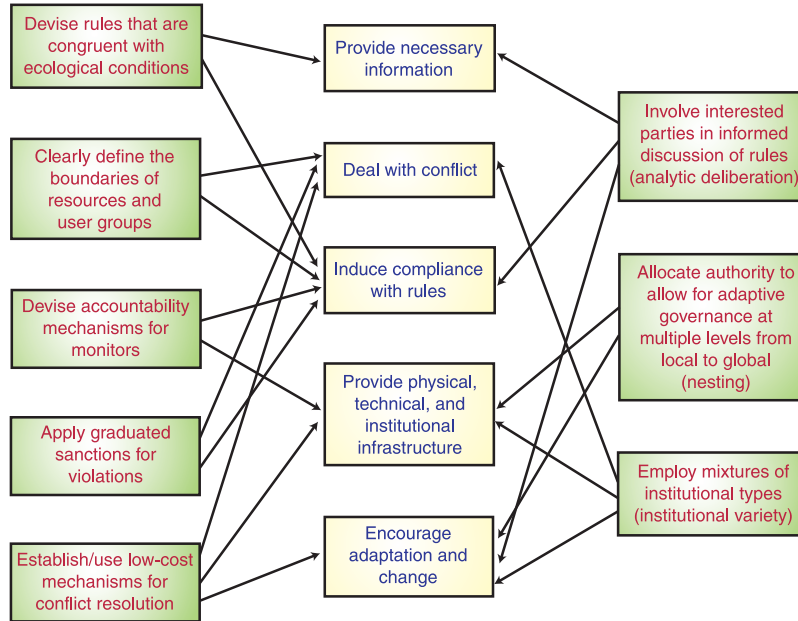 Devise rules that are
congruent with
ecological conditions
Clearly define the
boundaries of
resources and
user groups
Devise accountability
mechanisms for
monitors
Apply graduated
sanctions for
violations
Establish/use low-cost
mechanisms for
conflict resolution
Provide necessary
information
Deal with conflict
Induce compliance
with rules
Provide physical,
technical, and
institutional
infrastructure
Encourage
adaptation and
change
Involve interested
parties in informed
discussion of rules
(analytic deliberation)
Allocate authority to
allow for adaptive
governance at
multiple levels from
local to global
(nesting)
Employ mixtures of
institutional types
(institutional variety)